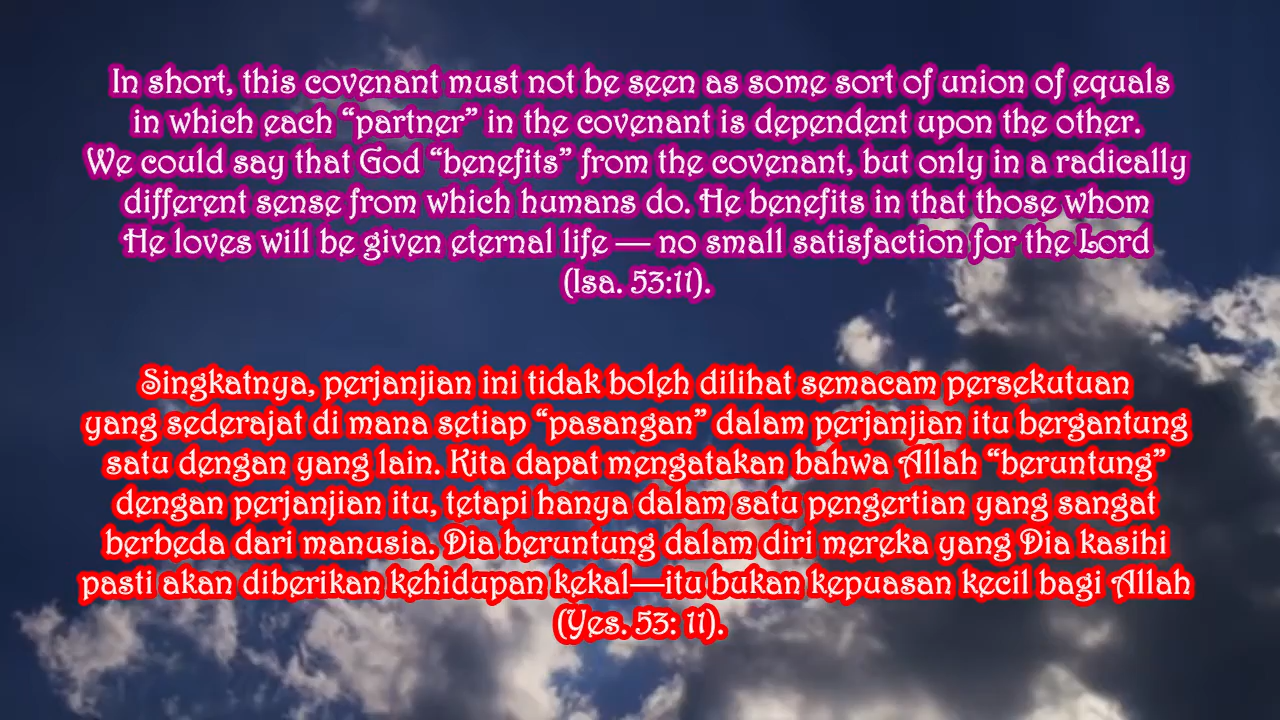 In short, this covenant must not be seen as some sort of union of equals
in which each “partner” in the covenant is dependent upon the other.
We could say that God “benefits” from the covenant, but only in a radically
different sense from which humans do. He benefits in that those whom
He loves will be given eternal life — no small satisfaction for the Lord
(Isa. 53:11).
Singkatnya, perjanjian ini tidak boleh dilihat semacam persekutuan
yang sederajat di mana setiap “pasangan” dalam perjanjian itu bergantung
satu dengan yang lain. Kita dapat mengatakan bahwa Allah “beruntung”
dengan perjanjian itu, tetapi hanya dalam satu pengertian yang sangat
berbeda dari manusia. Dia beruntung dalam diri mereka yang Dia kasihi
pasti akan diberikan kehidupan kekal—itu bukan kepuasan kecil bagi Allah
(Yes. 53: 11).